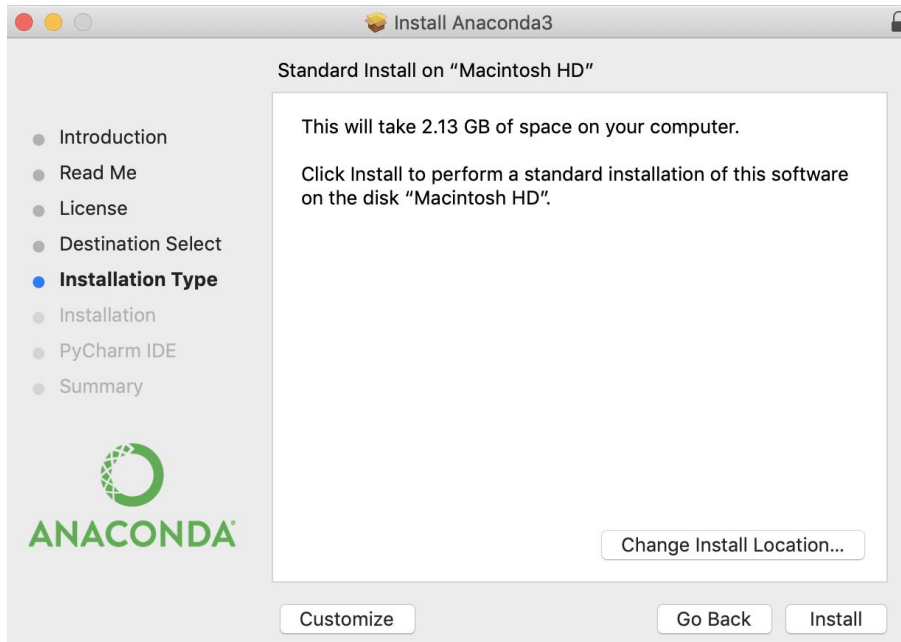 Install Anaconda3
Standard Install on “Macintosh HD”
Introduction
Read Me
License
Destination Select
Installation Type
Installation
PyCharm IDE
Summary
ANACONDA
This will take 2.13 GB of space on your computer.
Click Install to perform a standard installation of this software
on the disk “Macintosh HD”.
Change Install Location...
Customize
Go Back
Install